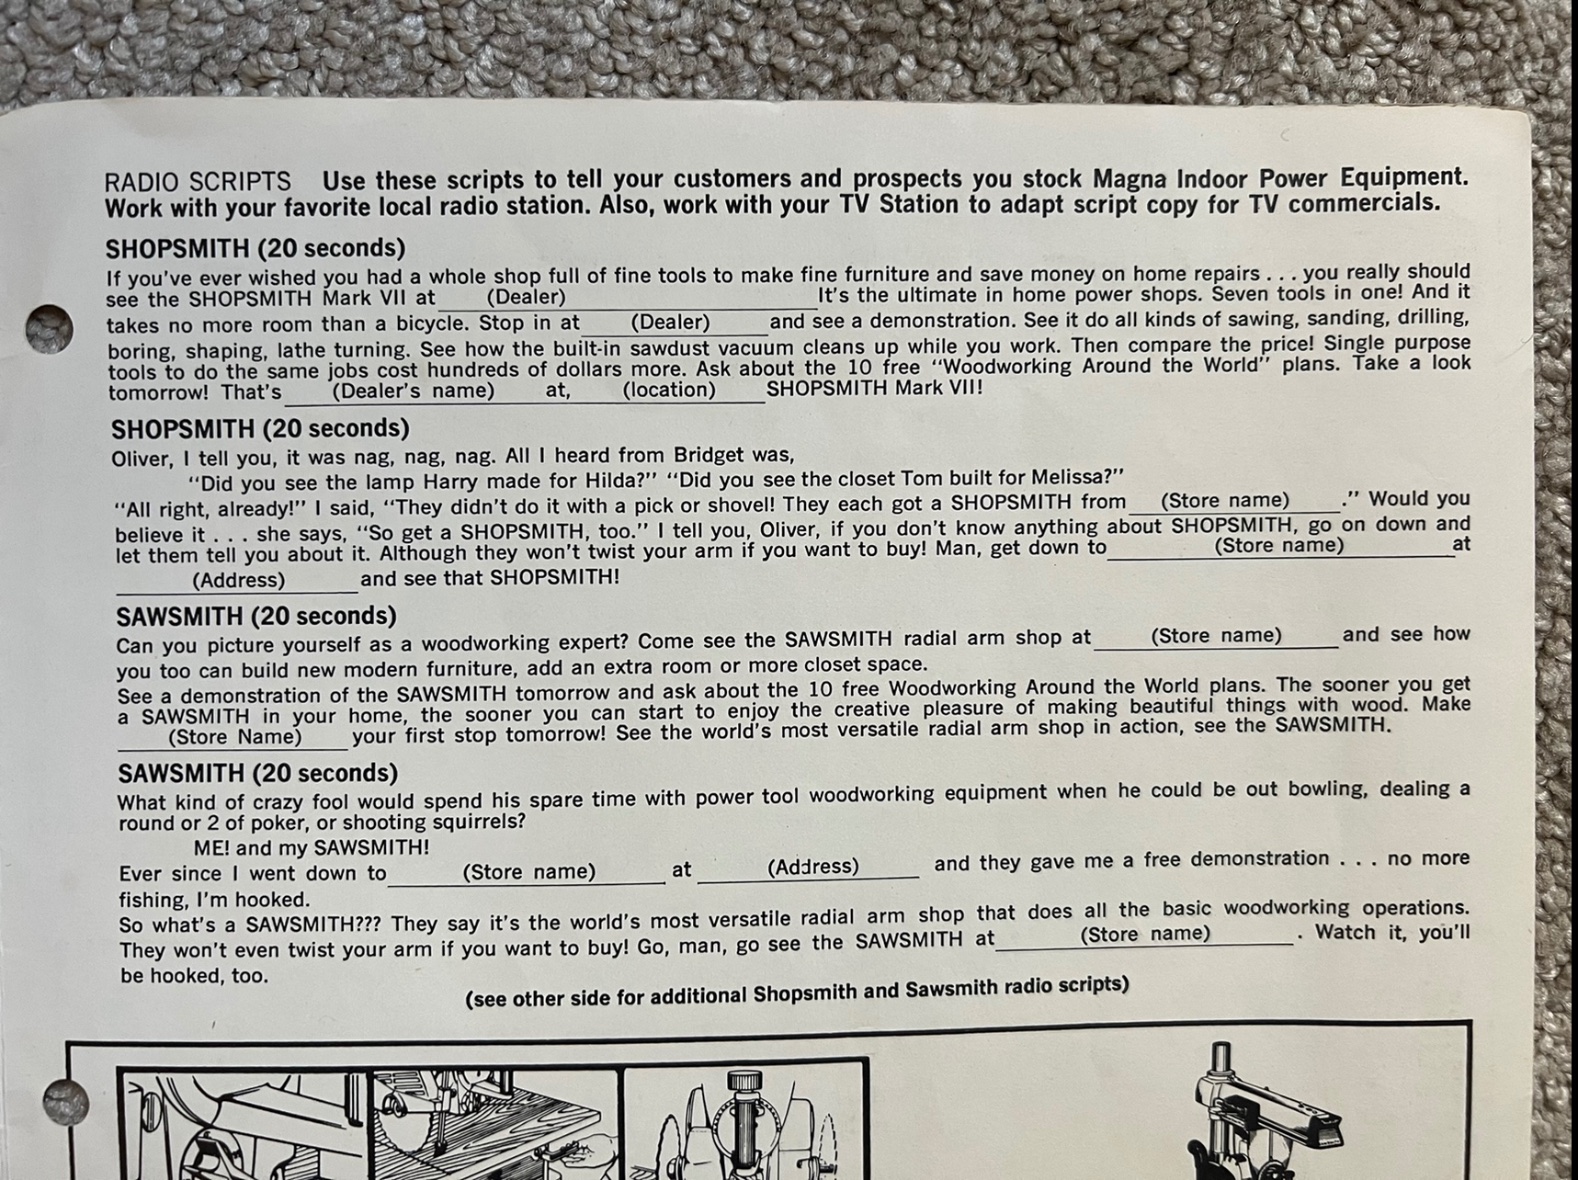 RADIO SCRIPTS Use these scripts to tell your customers and prospects you stock Magna Indoor Power Equipment.
Work with your favorite local radio station. Also, work with your TV Station to adapt script copy for TV commercials.
SHOPSMITH (20 seconds)
If you've ever wished you had a whole shop full of fine tools to make fine furniture and save money on home repairs . . . you really should
see the SHOPSMITH Mark VII at (Dealer) It's the ultimate in home power shops. Seven tools in one! And it
takes no more room than a bicycle. Stop in at (Dealer) and see a demonstration. See it do all kinds of sawing, sanding, drilling,
boring, shaping, lathe turning. See how the built-in sawdust vacuum cleans up while you work. Then compare the price! Single purpose
tools to do the same jobs cost hundreds of dollars more. Ask about the 10 free "Woodworking Around the World" plans. Take a look
tomorrow! That's (Dealer's name) at, (location) SHOPSMITH Mark VII!
SHOPSMITH (20 seconds)
Oliver, I tell you, it was nag, nag, nag. All I heard from Bridget was,
"Did you see the lamp Harry made for Hilda?" "Did you see the closet Tom built for Melissa?"
"All right, already!" I said, "They didn't do it with a pick or shovel! They each got a SHOPSMITH from (Store name) ." Would you
believe it . . . she says, "So get a SHOPSMITH, too." I tell you, Oliver, if you don't know anything about SHOPSMITH, go on down and
let them tell you about it. Although they won't twist your arm if you want to buy! Man, get down to (Store name) at
(Address) and see that SHOPSMITH!
SAWSMITH (20 seconds)
Can you picture yourself as a woodworking expert? Come see the SAWSMITH radial arm shop at (Store name) and see how
you too can build new modern furniture, add an extra room or more closet space.
See a demonstration of the SAWSMITH tomorrow and ask about the 10 free Woodworking Around the World plans. The sooner you get
a SAWSMITH in your home, the sooner you can start to enjoy the creative pleasure of making beautiful things with wood. Make
(Store Name) your first stop tomorrow! See the world's most versatile radial arm shop in action, see the SAWSMITH.
SAWSMITH (20 seconds)
What kind of crazy fool would spend his spare time with power tool woodworking equipment when he could be out bowling, dealing a
round or 2 of poker, or shooting squirrels?
ME! and my SAWSMITH!
Ever since I went down to (Store name) at (Address) and they gave me a free demonstration . . . no more
fishing, I'm hooked.
So what's a SAWSMITH??? They say it's the world's most versatile radial arm shop that does all the basic woodworking operations.
They won't even twist your arm if you want to buy! Go, man, go see the SAWSMITH at (Store name) . Watch it, you'll
be hooked, too.
(see other side for additional Shopsmith and Sawsmith radio scripts)